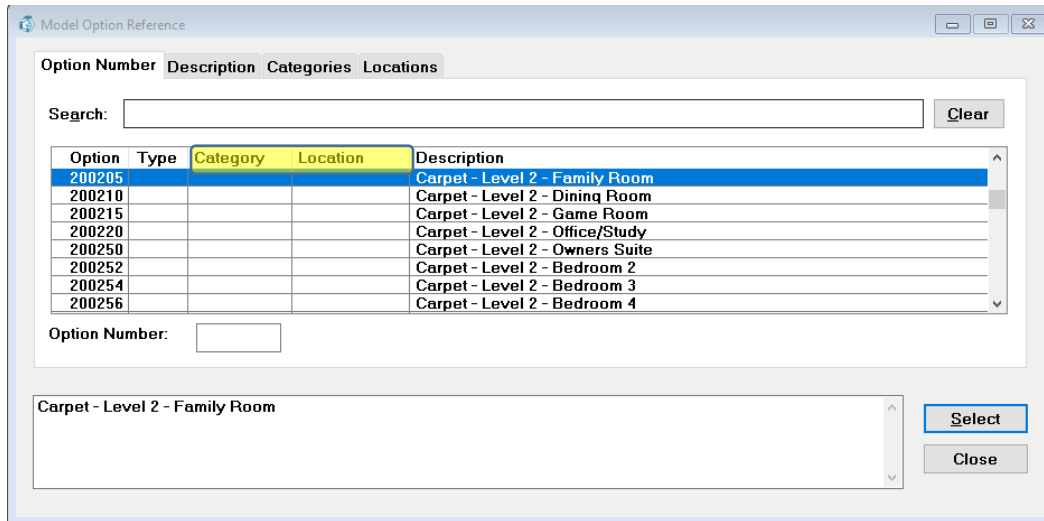 Model Option Reference
Option Number Description Categories Locations
Search: Clear
Option Type Category Location Description
200205 Carpet - Level 2 - Family Room
200210 Carpet - Level 2 - Dining Room
200215 Carpet - Level 2 - Game Room
200220 Carpet - Level 2 - Office/Study
200250 Carpet - Level 2 - Owners Suite
200252 Carpet - Level 2 - Bedroom 2
200254 Carpet - Level 2 - Bedroom 3
200256 Carpet - Level 2 - Bedroom 4
Option Number:
Carpet - Level 2 - Family Room
Select
Close